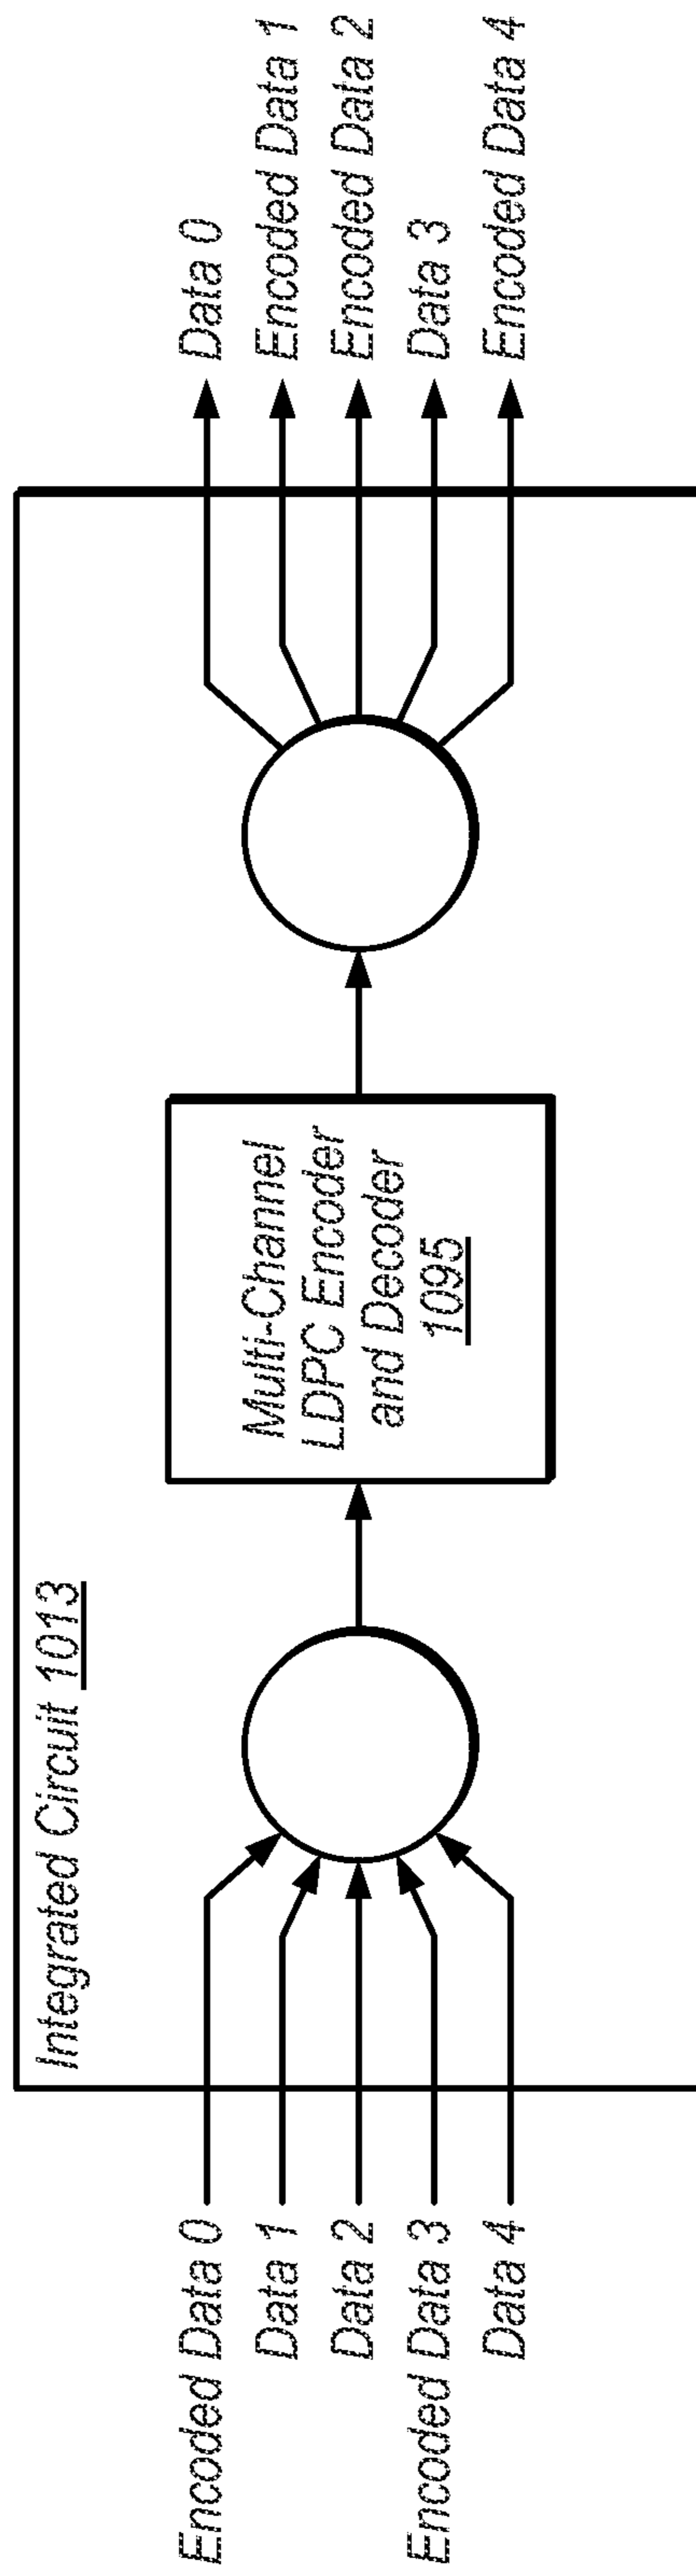 Integrated Circuit 1013
Encoded Data 0
Data 1
Data 2
Encoded Data 3
Data 4
Multi-Channel
LDPC Encoder
and Decoder
1095
Data 0
Encoded Data 1
Encoded Data 2
Data 3
Encoded Data 4